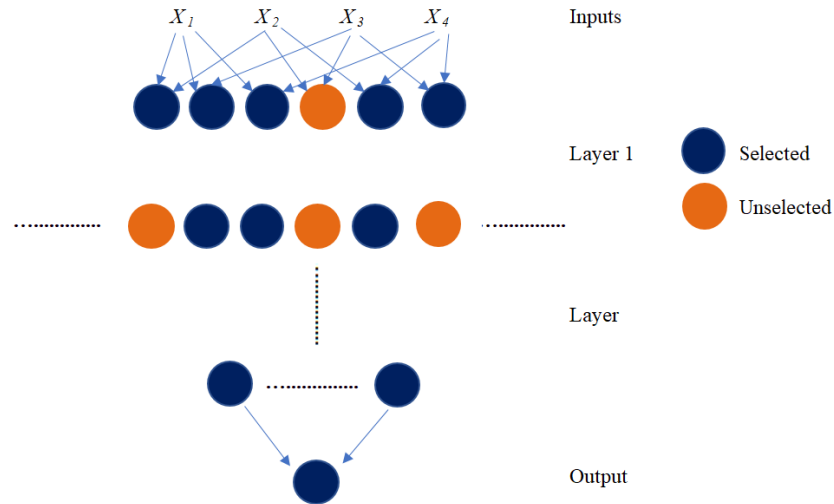 X1 X2 X3 X4 Inputs
Layer 1
Selected
Unselected
Layer
Output